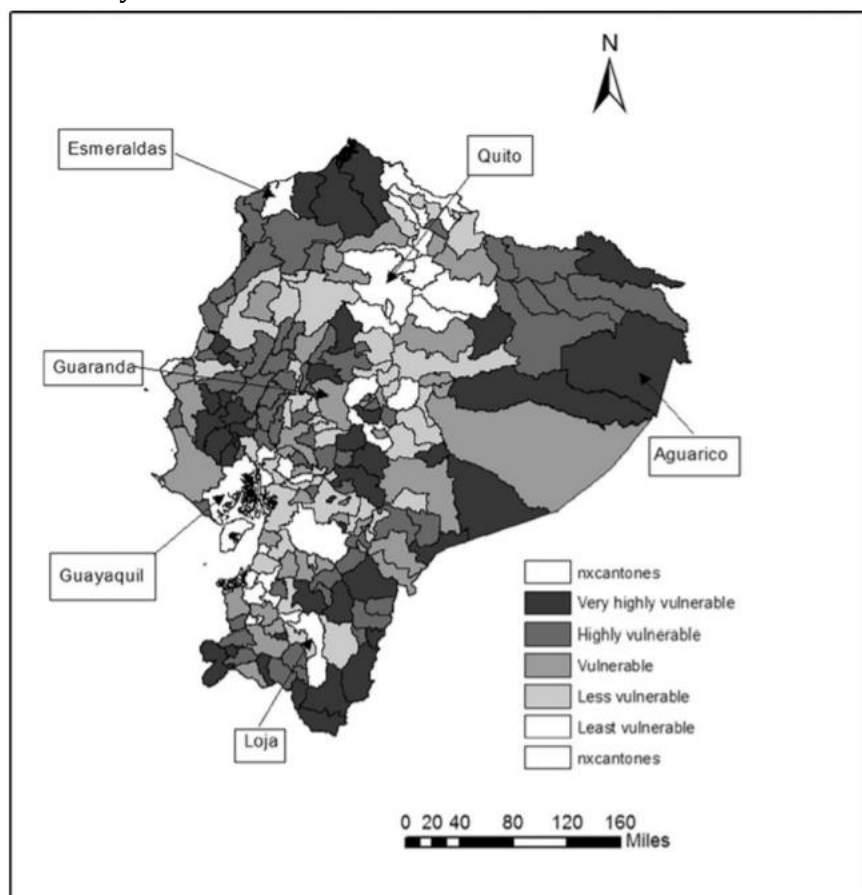 N
Esmeraldas
Quito
Guaranda
Aguarico
Guayaquil
nxcantones
Very highly vulnerable
Highly vulnerable
Vulnerable
Less vulnerable
Least vulnerable
nxcantones
Loja
0 20 40 80 120 160
Miles